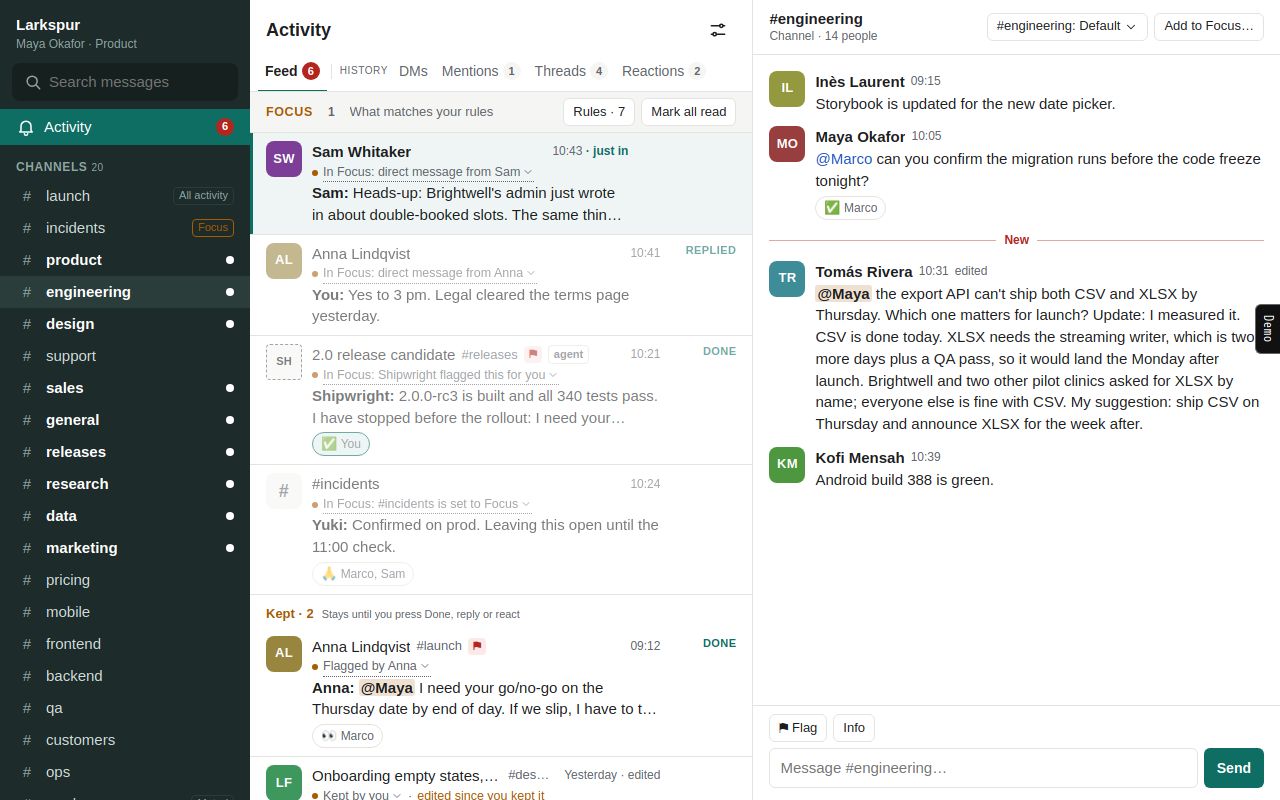 Larkspur
Maya Okafor · Product
Search messages
Activity 6
CHANNELS 20
# launch All activity
# incidents Focus
# product
# engineering
# design
# support
# sales
# general
# releases
# research
# data
# marketing
# pricing
# mobile
# frontend
# backend
# qa
# customers
# ops
Activity
Feed 6 HISTORY DMs Mentions 1 Threads 4 Reactions 2
FOCUS 1 What matches your rules Rules · 7 Mark all read
SW Sam Whitaker 10:43 · just in
In Focus: direct message from Sam
Sam: Heads-up: Brightwell's admin just wrote
in about double-booked slots. The same thin…
AL Anna Lindqvist 10:41 REPLIED
In Focus: direct message from Anna
You: Yes to 3 pm. Legal cleared the terms page
yesterday.
SH 2.0 release candidate #releases agent 10:21 DONE
In Focus: Shipwright flagged this for you
Shipwright: 2.0.0-rc3 is built and all 340 tests pass.
I have stopped before the rollout: I need your…
✅ You
# #incidents 10:24
In Focus: #incidents is set to Focus
Yuki: Confirmed on prod. Leaving this open until the
11:00 check.
🙏 Marco, Sam
Kept · 2 Stays until you press Done, reply or react
AL Anna Lindqvist #launch 09:12 DONE
Flagged by Anna
Anna: @Maya I need your go/no-go on the
Thursday date by end of day. If we slip, I have to t…
👀 Marco
LF Onboarding empty states,… #des… Yesterday · edited
Kept by you · edited since you kept it
#engineering
Channel · 14 people
#engineering: Default Add to Focus…
IL Inès Laurent 09:15
Storybook is updated for the new date picker.
MO Maya Okafor 10:05
@Marco can you confirm the migration runs before the code freeze
tonight?
✅ Marco
New
TR Tomás Rivera 10:31 edited
@Maya the export API can't ship both CSV and XLSX by
Thursday. Which one matters for launch? Update: I measured it.
CSV is done today. XLSX needs the streaming writer, which is two
more days plus a QA pass, so it would land the Monday after
launch. Brightwell and two other pilot clinics asked for XLSX by
name; everyone else is fine with CSV. My suggestion: ship CSV on
Thursday and announce XLSX for the week after.
KM Kofi Mensah 10:39
Android build 388 is green.
Demo
Flag Info
Message #engineering…
Send